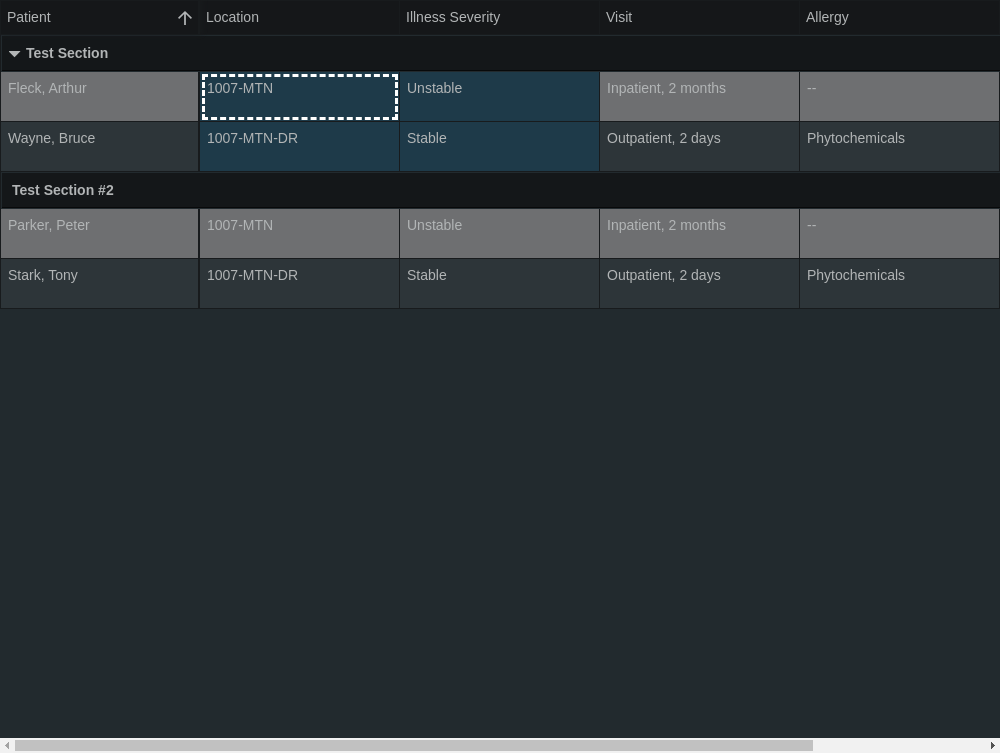 Patient Location Illness Severity Visit Allergy
Test Section
Fleck, Arthur 1007-MTN Unstable Inpatient, 2 months --
Wayne, Bruce 1007-MTN-DR Stable Outpatient, 2 days Phytochemicals
Test Section #2
Parker, Peter 1007-MTN Unstable Inpatient, 2 months --
Stark, Tony 1007-MTN-DR Stable Outpatient, 2 days Phytochemicals